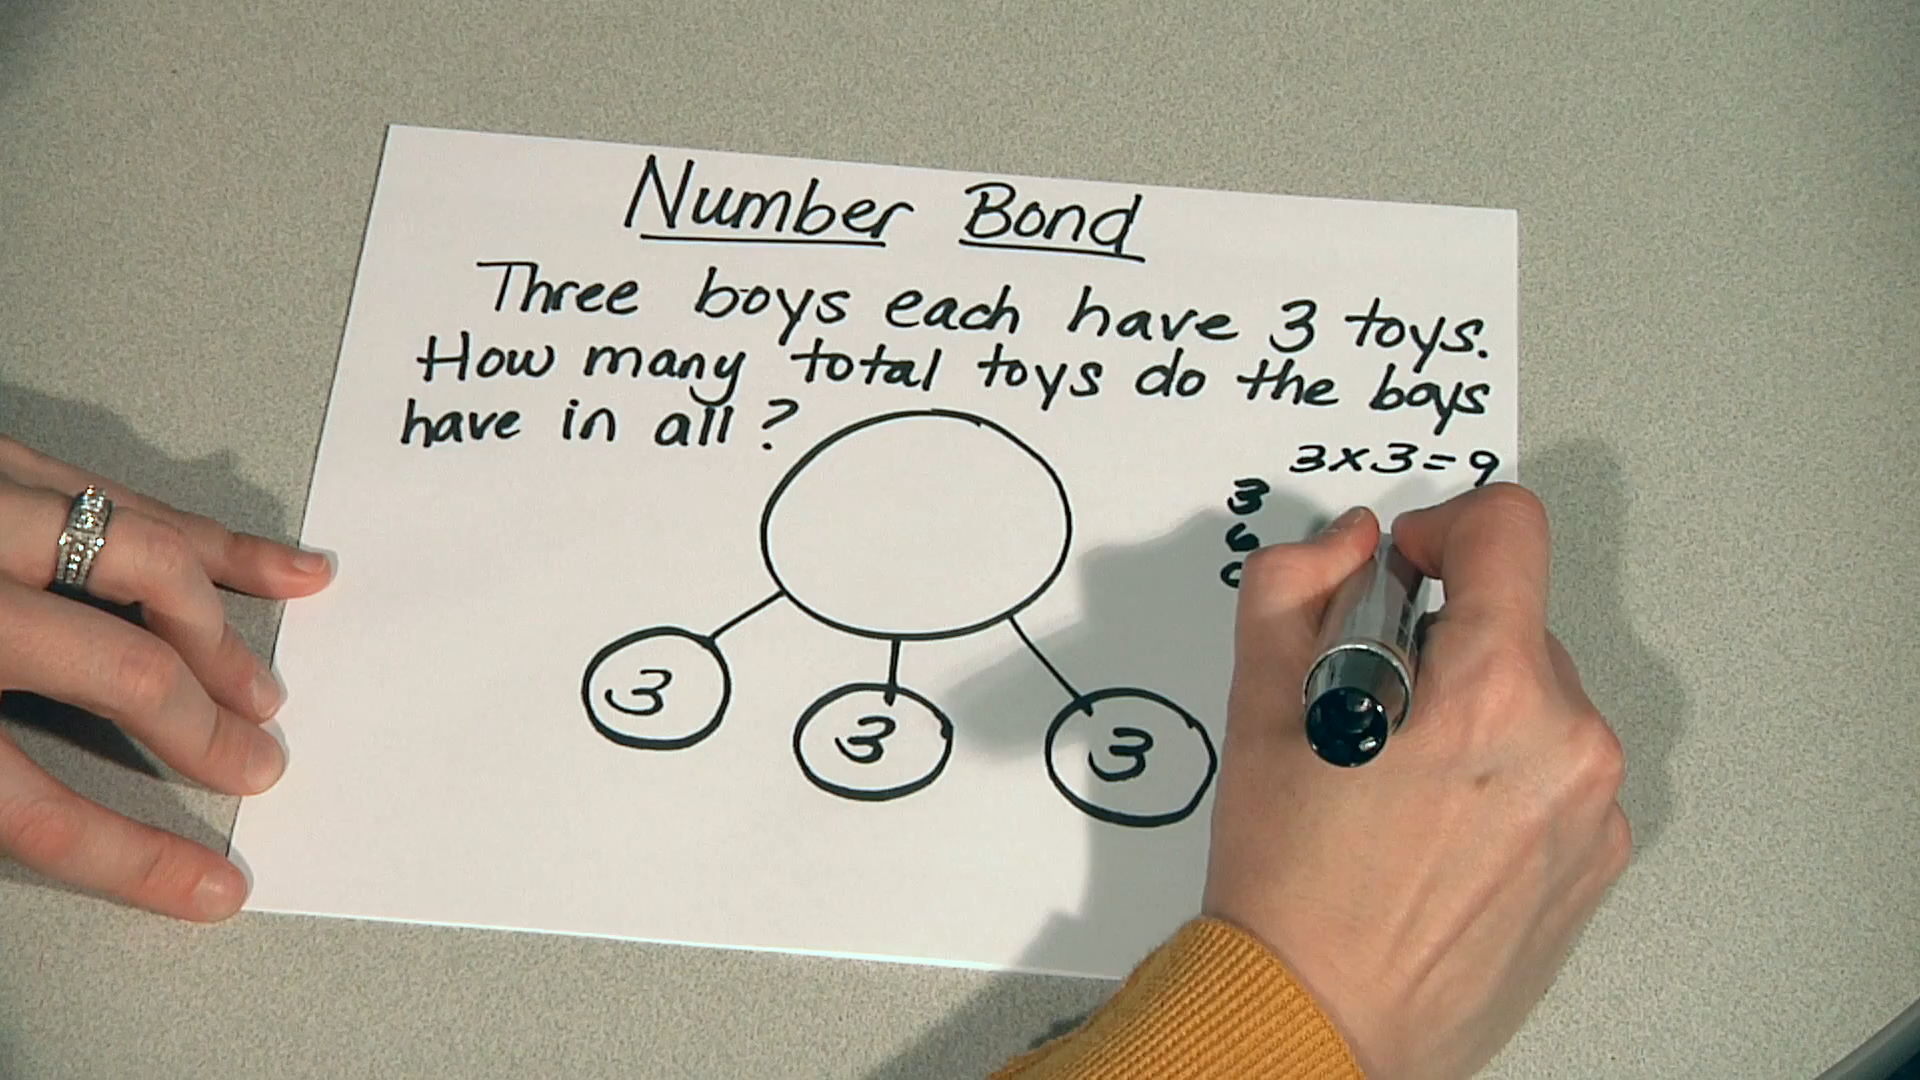 Number Bond
Three boys each have 3 toys.
How many total toys do the boys
have in all?
3x3=9
3
6
3
3
3